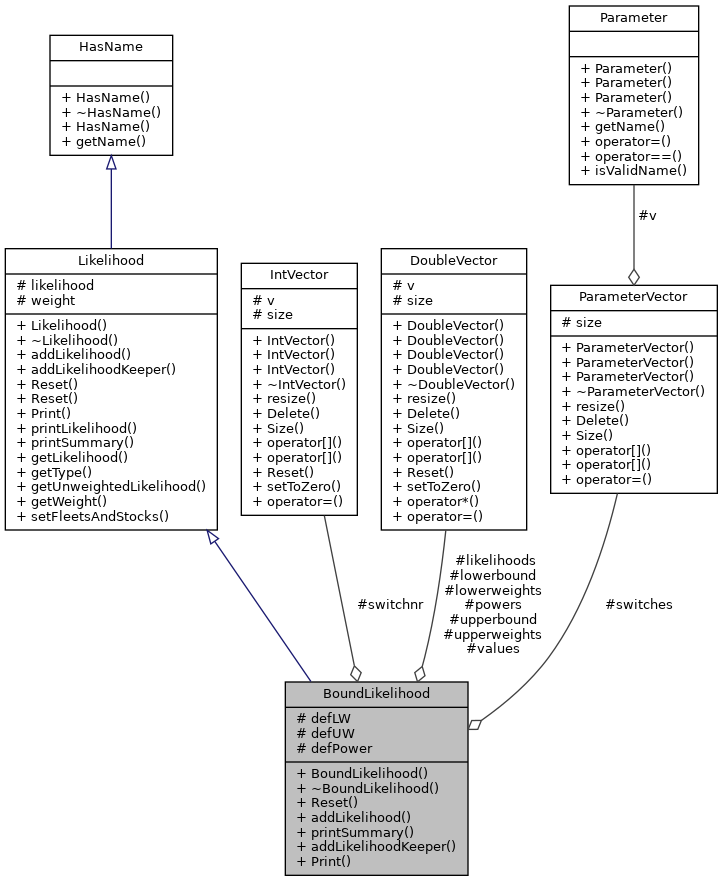 Parameter
+ Parameter()
+ Parameter()
+ Parameter()
+ ~Parameter()
+ getName()
+ operator=()
+ operator==()
+ isValidName()
HasName
+ HasName()
+ ~HasName()
+ HasName()
+ getName()
#v
Likelihood
# likelihood
# weight
+ Likelihood()
+ ~Likelihood()
+ addLikelihood()
+ addLikelihoodKeeper()
+ Reset()
+ Reset()
+ Print()
+ printLikelihood()
+ printSummary()
+ getLikelihood()
+ getType()
+ getUnweightedLikelihood()
+ getWeight()
+ setFleetsAndStocks()
IntVector
# v
# size
+ IntVector()
+ IntVector()
+ IntVector()
+ ~IntVector()
+ resize()
+ Delete()
+ Size()
+ operator[]()
+ operator[]()
+ Reset()
+ setToZero()
+ operator=()
DoubleVector
# v
# size
+ DoubleVector()
+ DoubleVector()
+ DoubleVector()
+ DoubleVector()
+ ~DoubleVector()
+ resize()
+ Delete()
+ Size()
+ operator[]()
+ operator[]()
+ Reset()
+ setToZero()
+ operator*()
+ operator=()
ParameterVector
# size
+ ParameterVector()
+ ParameterVector()
+ ParameterVector()
+ ~ParameterVector()
+ resize()
+ Delete()
+ Size()
+ operator[]()
+ operator[]()
+ operator=()
#switchnr
#likelihoods
#lowerbound
#lowerweights
#powers
#upperbound
#upperweights
#values
#switches
BoundLikelihood
# defLW
# defUW
# defPower
+ BoundLikelihood()
+ ~BoundLikelihood()
+ Reset()
+ addLikelihood()
+ printSummary()
+ addLikelihoodKeeper()
+ Print()